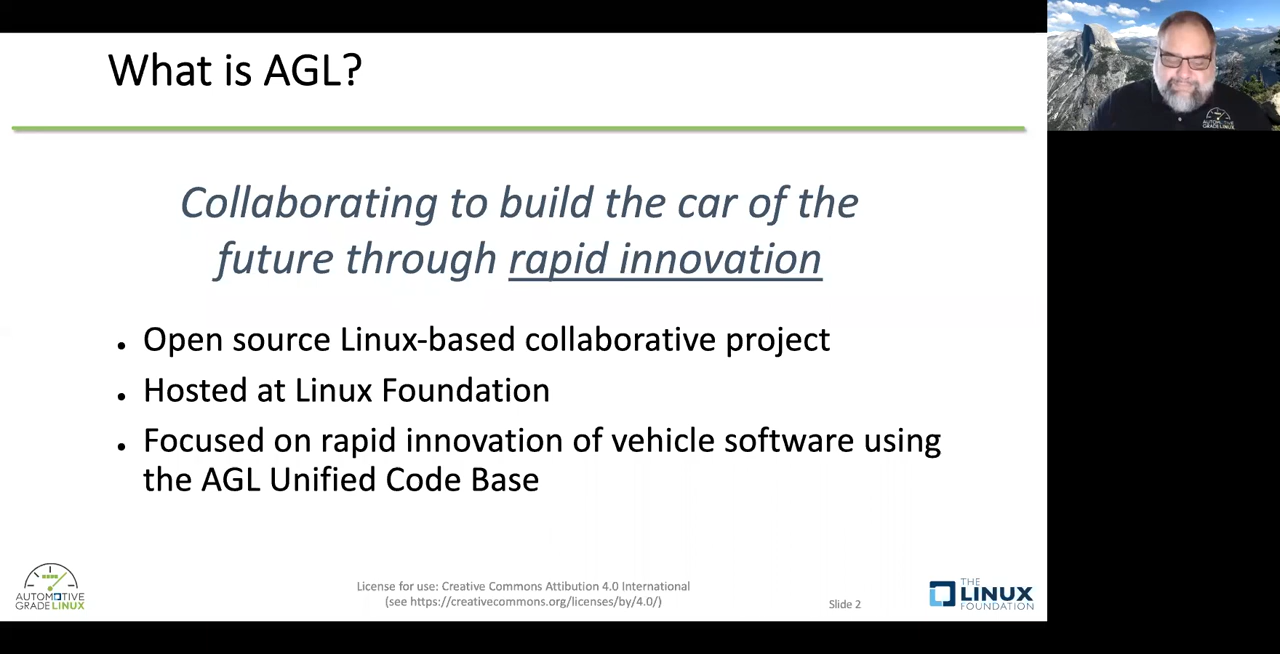 What is AGL?
Collaborating to build the car of the
future through rapid innovation
• Open source Linux-based collaborative project
• Hosted at Linux Foundation
• Focused on rapid innovation of vehicle software using
the AGL Unified Code Base
AUTOMOTIVE
GRADE LINUX
License for use: Creative Commons Attibution 4.0 International
(see https://creativecommons.org/licenses/by/4.0/)
Slide 2
THE
LINUX
FOUNDATION
AUTOMOTIVE
GRADE LINUX